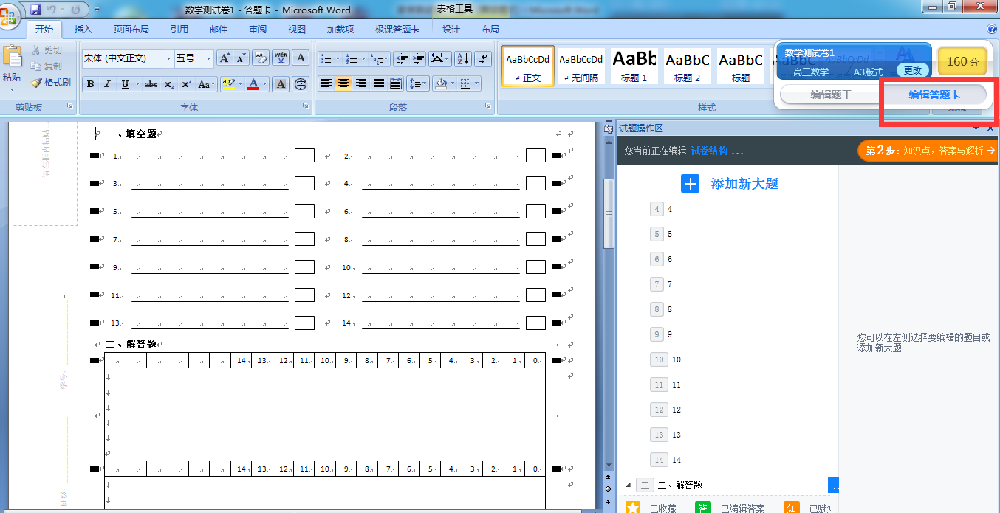 数学测试卷1 - 答题卡 - Microsoft Word
表格工具
开始 插入 页面布局 引用 邮件 审阅 视图 加载项 极课答题卡 设计 布局
粘贴
剪切
复制
格式刷
剪贴板
宋体 (中文正文) 五号
字体
段落
AaBbCcDd 正文
AaBbCcDd 无间隔
AaBb 标题 1
AaBbC 标题 2
AaBbC 标题
样式
数学测试卷1
高三数学 A3版式 更改
160 分
编辑题干 编辑答题卡
请在框内粘贴
学号:
班级:
一、填空题
1. 2.
3. 4.
5. 6.
7. 8.
9. 10.
11. 12.
13. 14.
二、解答题
14. 13. 12. 11. 10. 9. 8. 7. 6. 5. 4. 3. 2. 1. 0.
14. 13. 12. 11. 10. 9. 8. 7. 6. 5. 4. 3. 2. 1. 0.
试题操作区
您当前正在编辑 试卷结构 ...
第2步: 知识点，答案与解析
添加新大题
4 4
5 5
6 6
7 7
8 8
9 9
10 10
11 11
12 12
13 13
14 14
二 二、解答题 共
已收藏 答 已编辑答案 知 已赋知
您可以在左侧选择要编辑的题目或
添加新大题